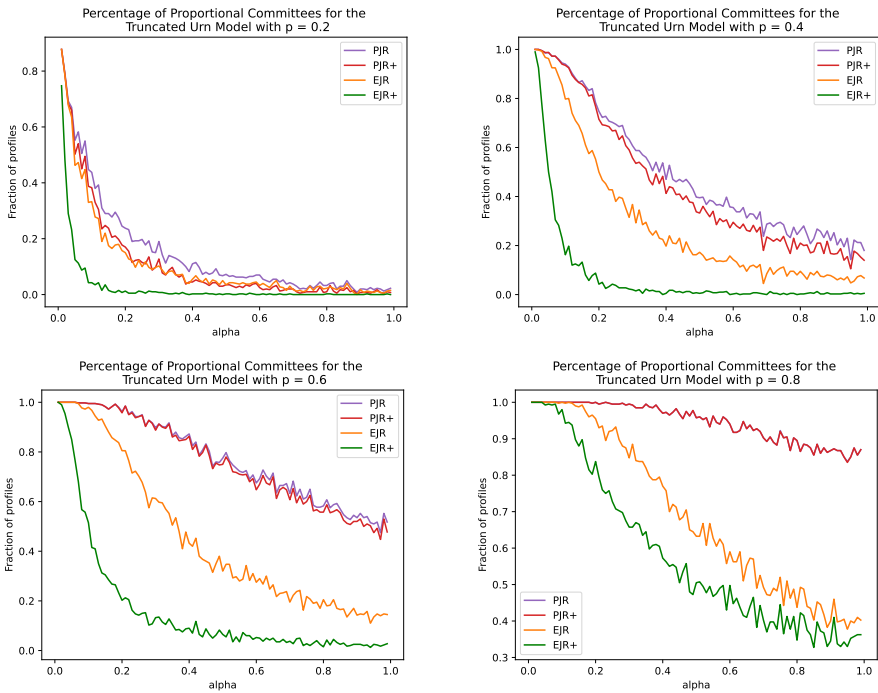 Percentage of Proportional Committees for the
Truncated Urn Model with p = 0.2
PJR
PJR+
EJR
EJR+
Fraction of profiles
0.8
0.6
0.4
0.2
0.0
0.0 0.2 0.4 0.6 0.8 1.0
alpha
Percentage of Proportional Committees for the
Truncated Urn Model with p = 0.4
PJR
PJR+
EJR
EJR+
Fraction of profiles
1.0
0.8
0.6
0.4
0.2
0.0
0.0 0.2 0.4 0.6 0.8 1.0
alpha
Percentage of Proportional Committees for the
Truncated Urn Model with p = 0.6
PJR
PJR+
EJR
EJR+
Fraction of profiles
1.0
0.8
0.6
0.4
0.2
0.0
0.0 0.2 0.4 0.6 0.8 1.0
alpha
Percentage of Proportional Committees for the
Truncated Urn Model with p = 0.8
Fraction of profiles
1.0
0.9
0.8
0.7
0.6
0.5
0.4
0.3
PJR
PJR+
EJR
EJR+
0.0 0.2 0.4 0.6 0.8 1.0
alpha